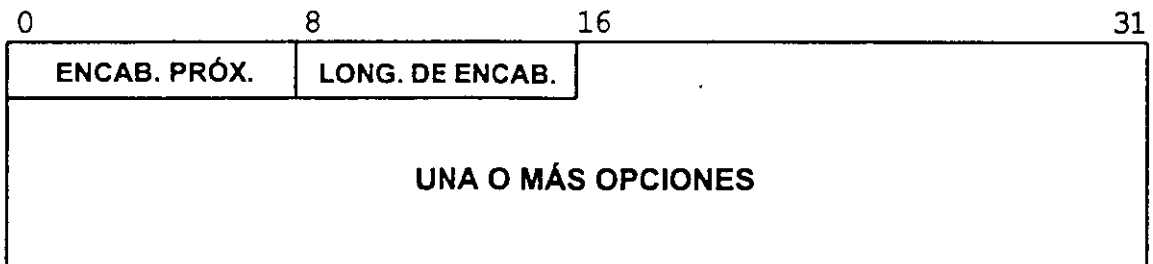 0 8 16 31
ENCAB. PRÓX. LONG. DE ENCAB.
UNA O MÁS OPCIONES